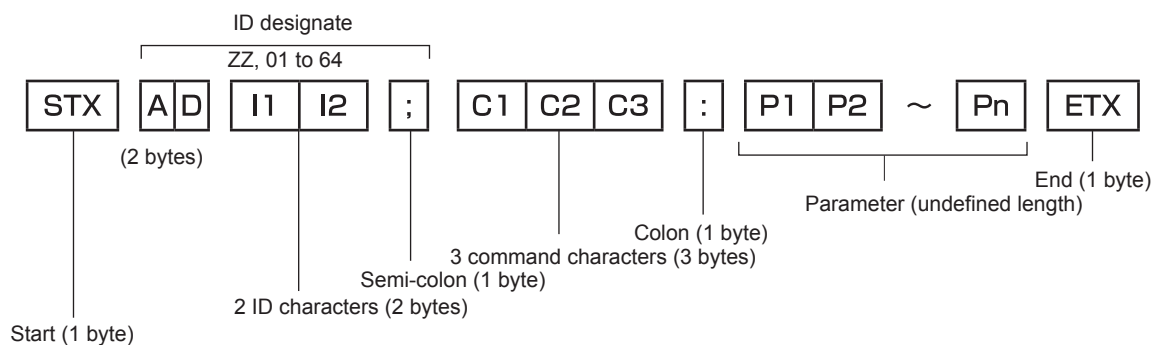 ID designate
ZZ, 01 to 64
STX A D I1 I2 ; C1 C2 C3 : P1 P2 ～ Pn ETX
(2 bytes)
End (1 byte)
Parameter (undefined length)
Colon (1 byte)
3 command characters (3 bytes)
Semi-colon (1 byte)
2 ID characters (2 bytes)
Start (1 byte)